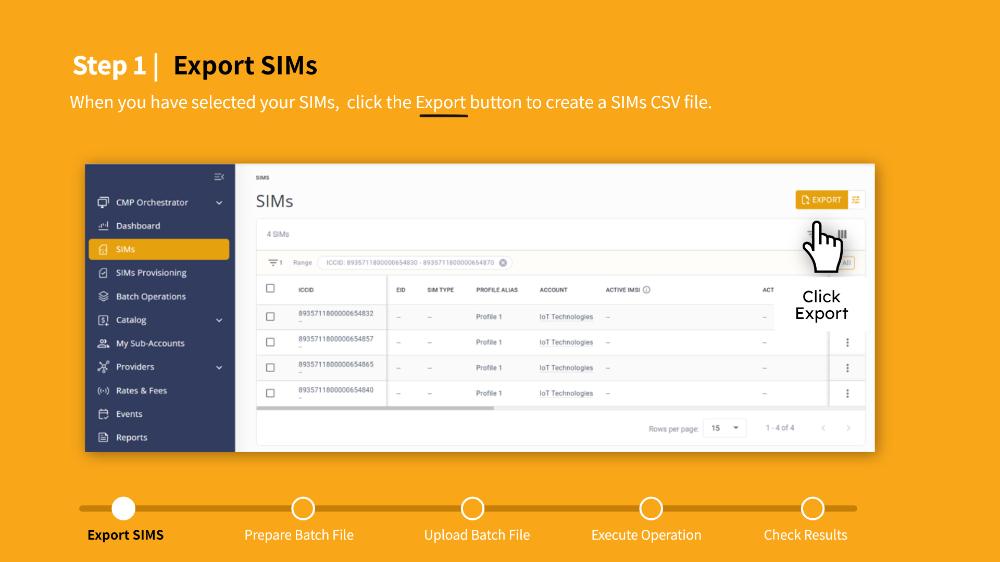 Step 1 | Export SIMs
When you have selected your SIMs, click the Export button to create a SIMs CSV file.
CMP Orchestrator
Dashboard
SIMs
SIMs Provisioning
Batch Operations
Catalog
My Sub-Accounts
Providers
Rates & Fees
Events
Reports
SIMS
SIMs
EXPORT
4 SIMs
1 Range ICCID: 8935711800000654830 - 8935711800000654870 All
ICCID EID SIM TYPE PROFILE ALIAS ACCOUNT ACTIVE IMSI ACT
8935711800000654832 -- -- Profile 1 IoT Technologies -- --
--
8935711800000654857 -- -- Profile 1 IoT Technologies -- --
--
8935711800000654865 -- -- Profile 1 IoT Technologies -- --
--
8935711800000654840 -- -- Profile 1 IoT Technologies -- --
--
Click
Export
Rows per page: 15 1 - 4 of 4
Export SIMS
Prepare Batch File
Upload Batch File
Execute Operation
Check Results